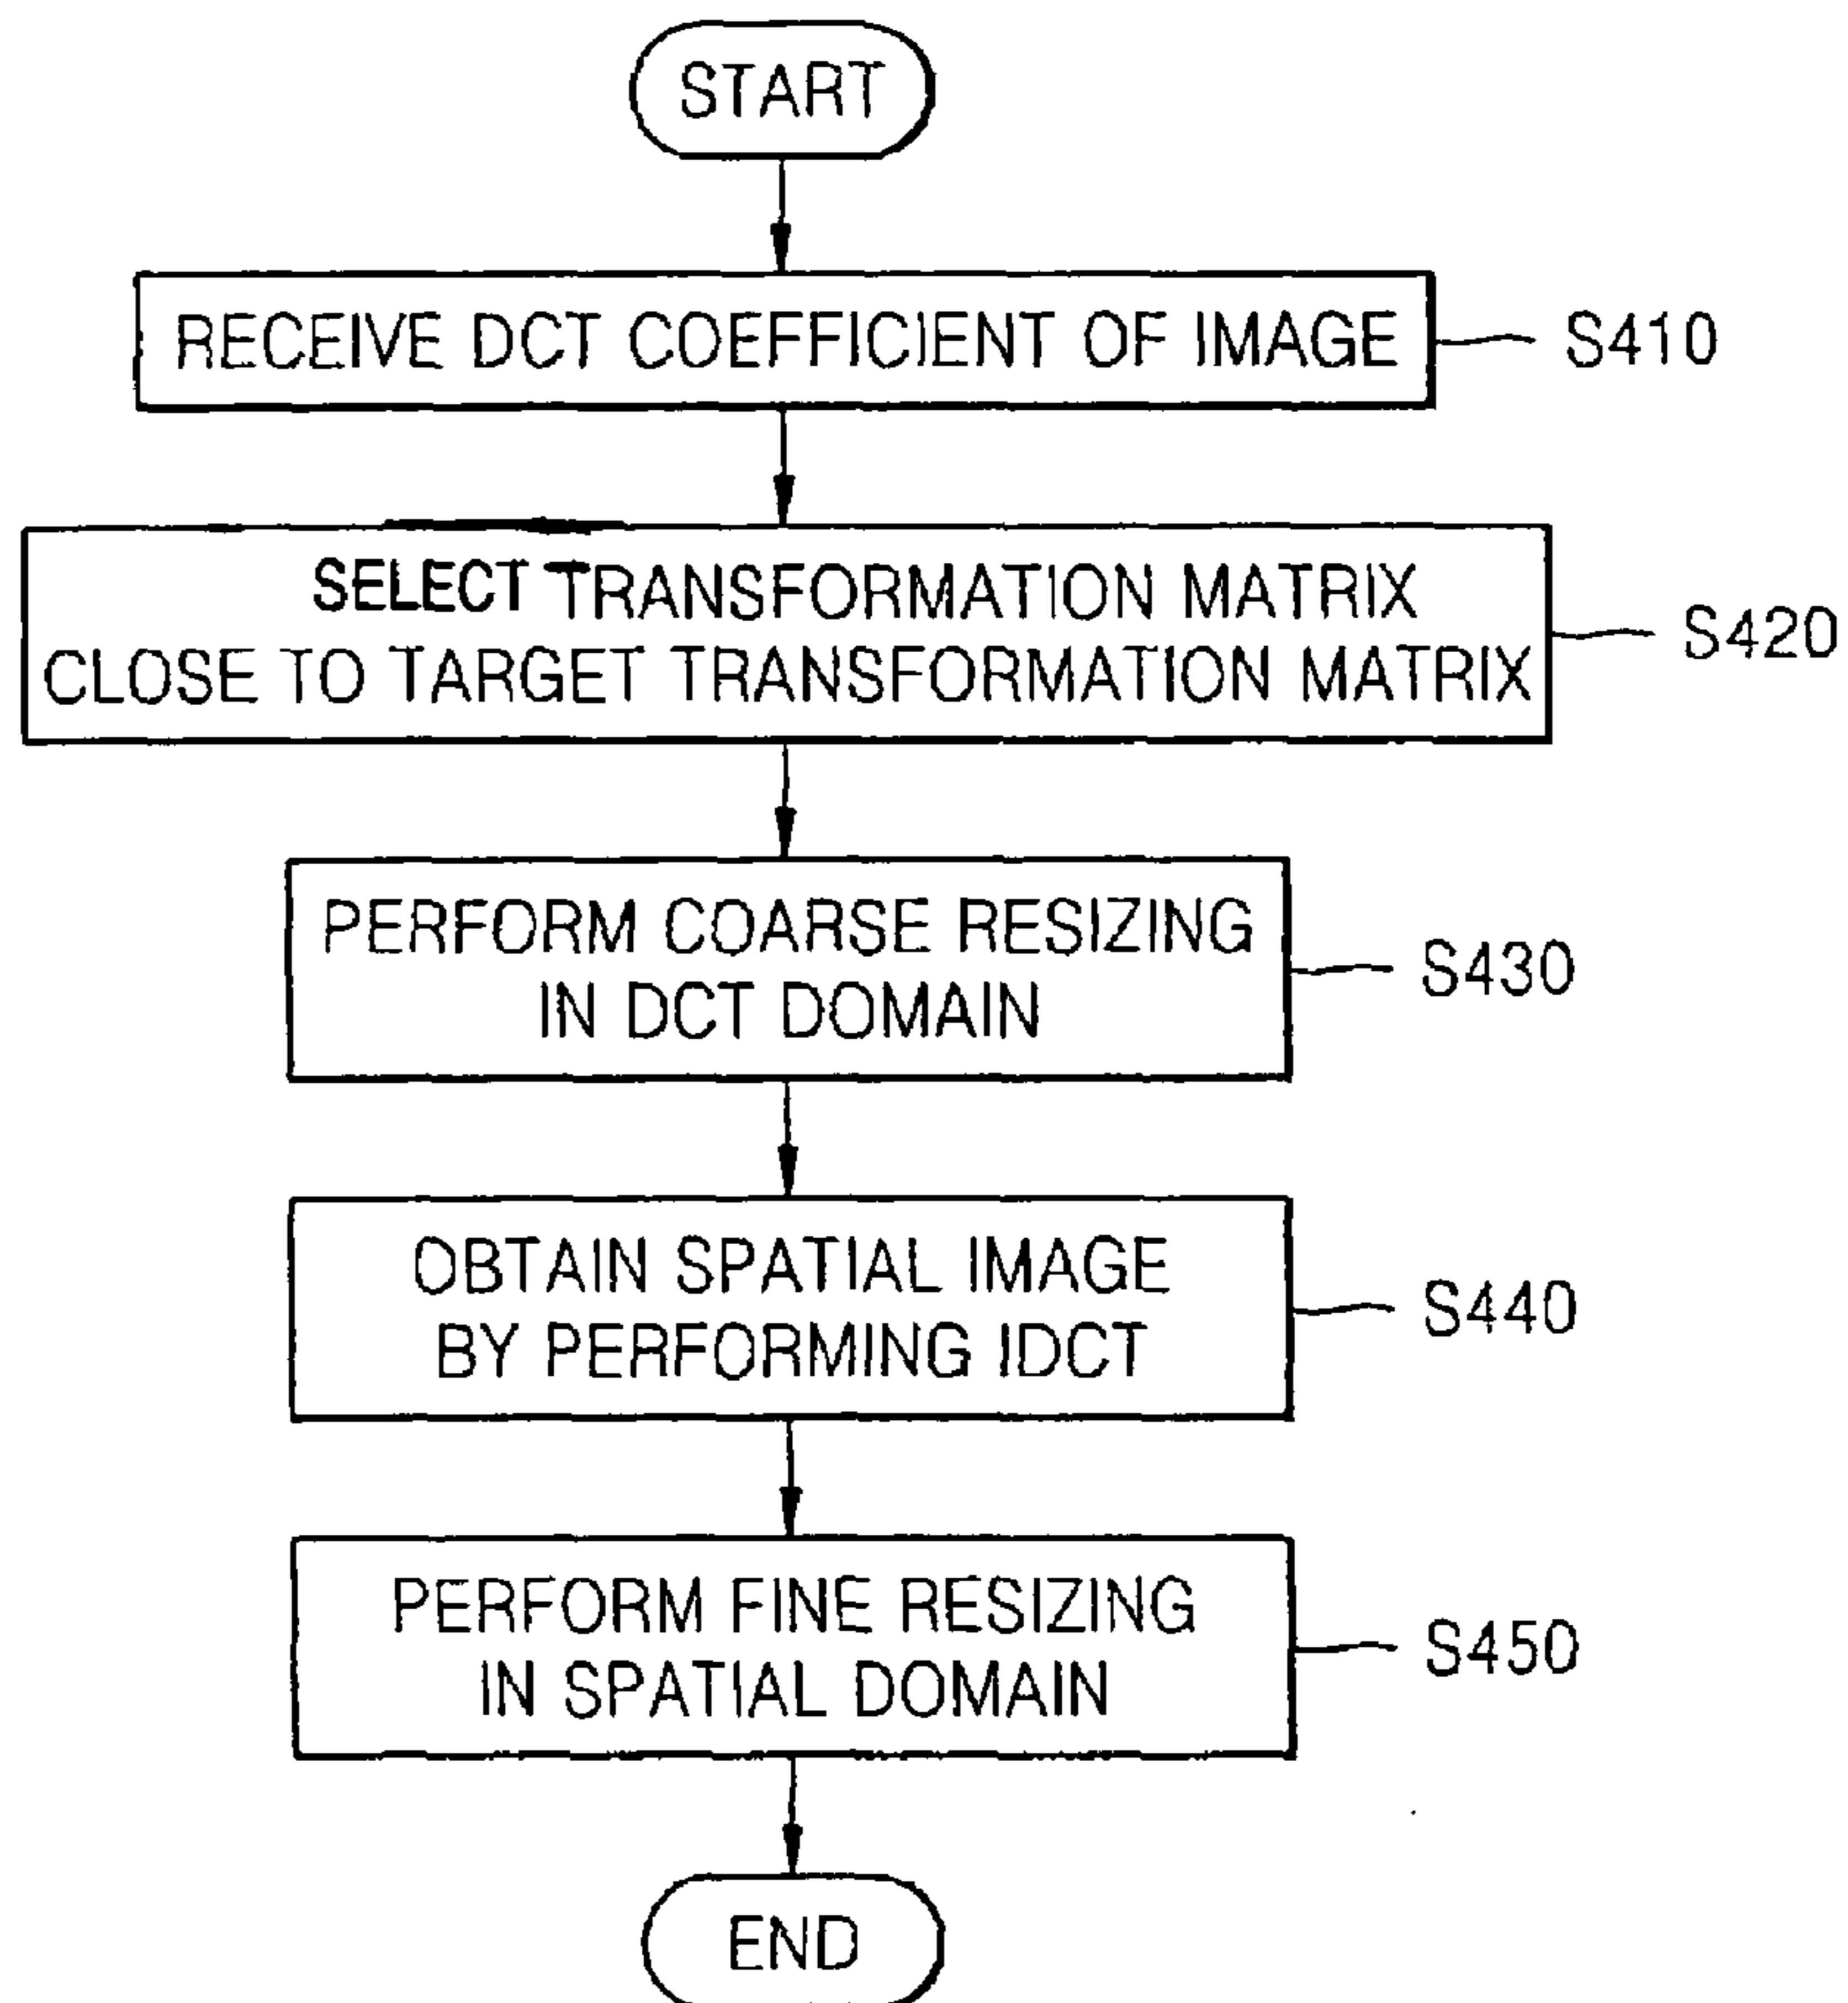 START
RECEIVE DCT COEFFICIENT OF IMAGE
S410
SELECT TRANSFORMATION MATRIX
CLOSE TO TARGET TRANSFORMATION MATRIX
S420
PERFORM COARSE RESIZING
IN DCT DOMAIN
S430
OBTAIN SPATIAL IMAGE
BY PERFORMING IDCT
S440
PERFORM FINE RESIZING
IN SPATIAL DOMAIN
S450
END